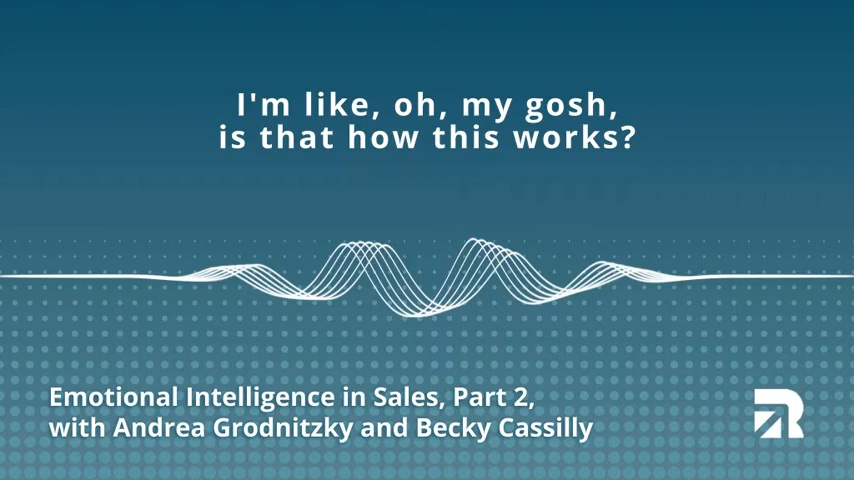 I'm like, oh, my gosh,
is that how this works?
Emotional Intelligence in Sales, Part 2,
with Andrea Grodnitzky and Becky Cassilly